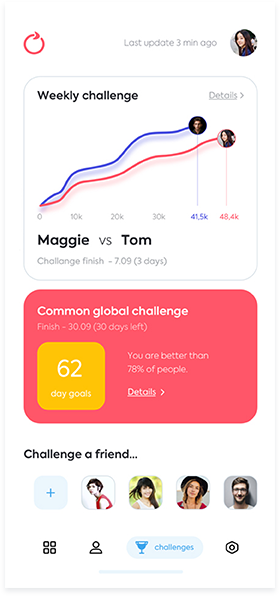 Last update 3 min ago
Weekly challenge
Details >
0 10k 20k 30k 41,5k 48,4k
Maggie vs Tom
Challange finish - 7.09 (3 days)
Common global challenge
Finish - 30.09 (30 days left)
62
day goals
You are better than
78% of people.
Details >
Challenge a friend...
+
challenges